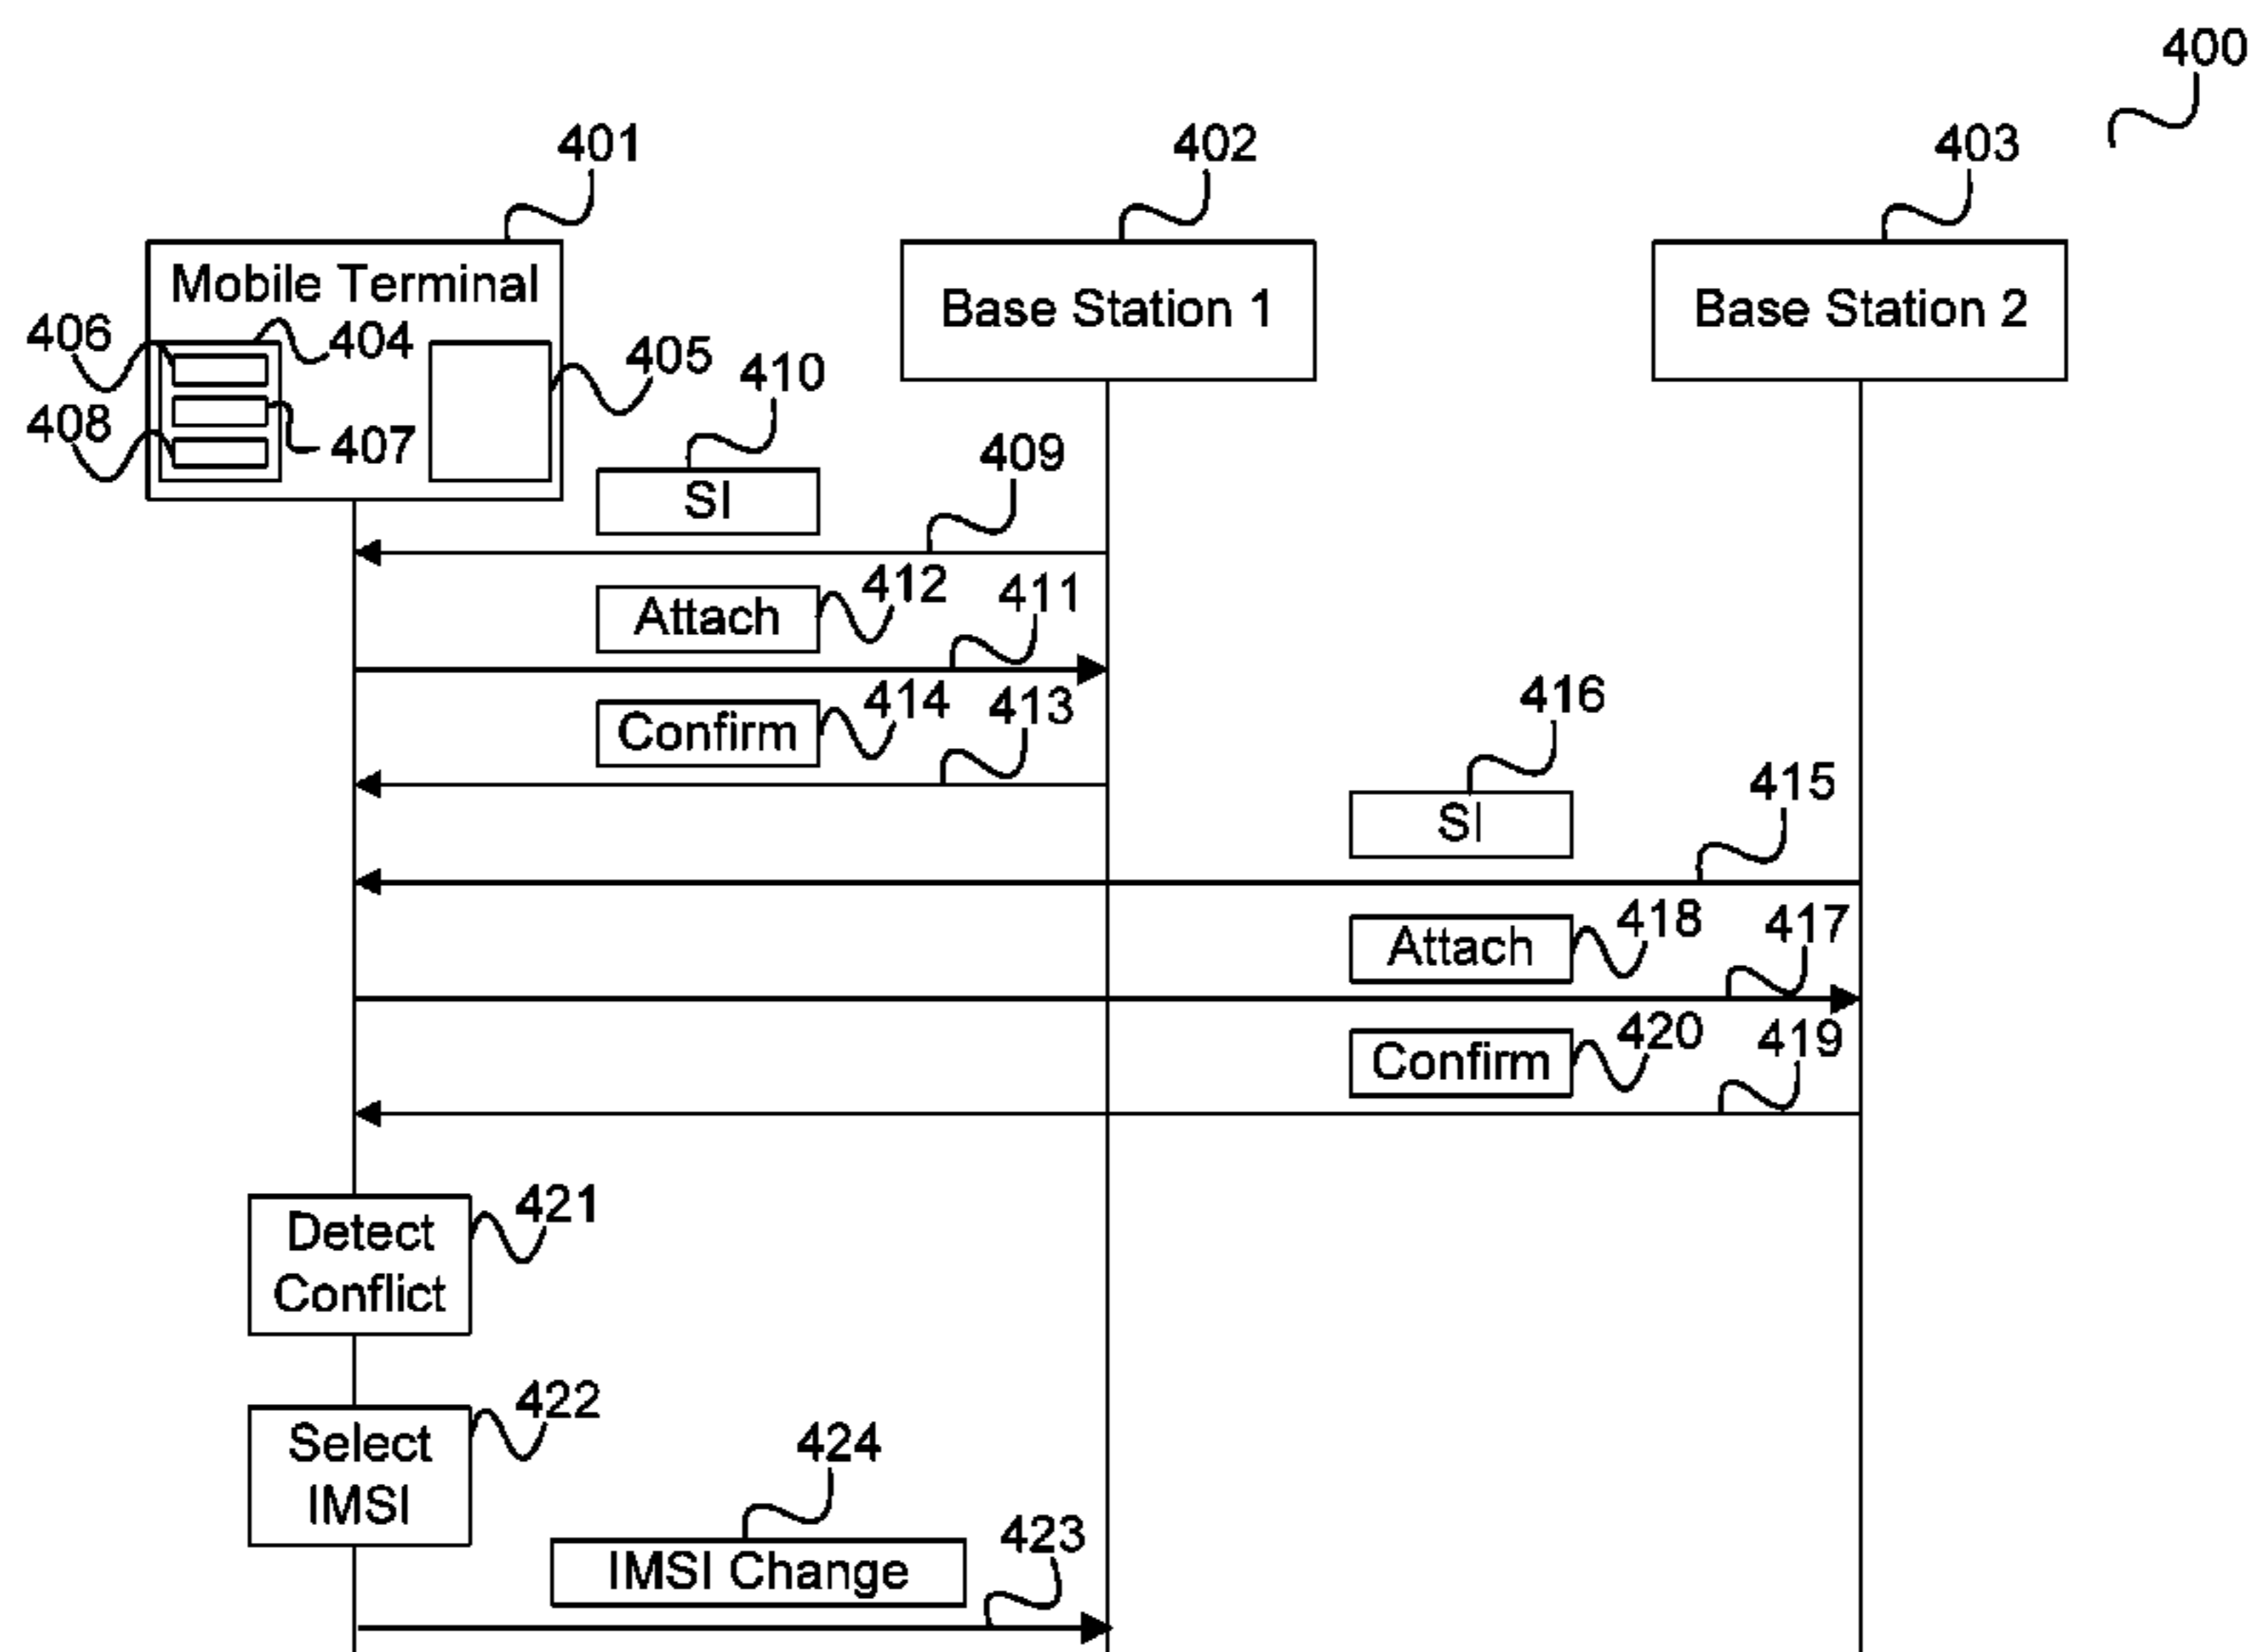 400
401
402
403
Mobile Terminal
Base Station 1
Base Station 2
406
404
405
410
408
407
409
SI
412
411
Attach
414
413
416
Confirm
415
SI
418
417
Attach
420
419
Confirm
421
Detect
Conflict
422
Select
IMSI
424
423
IMSI Change